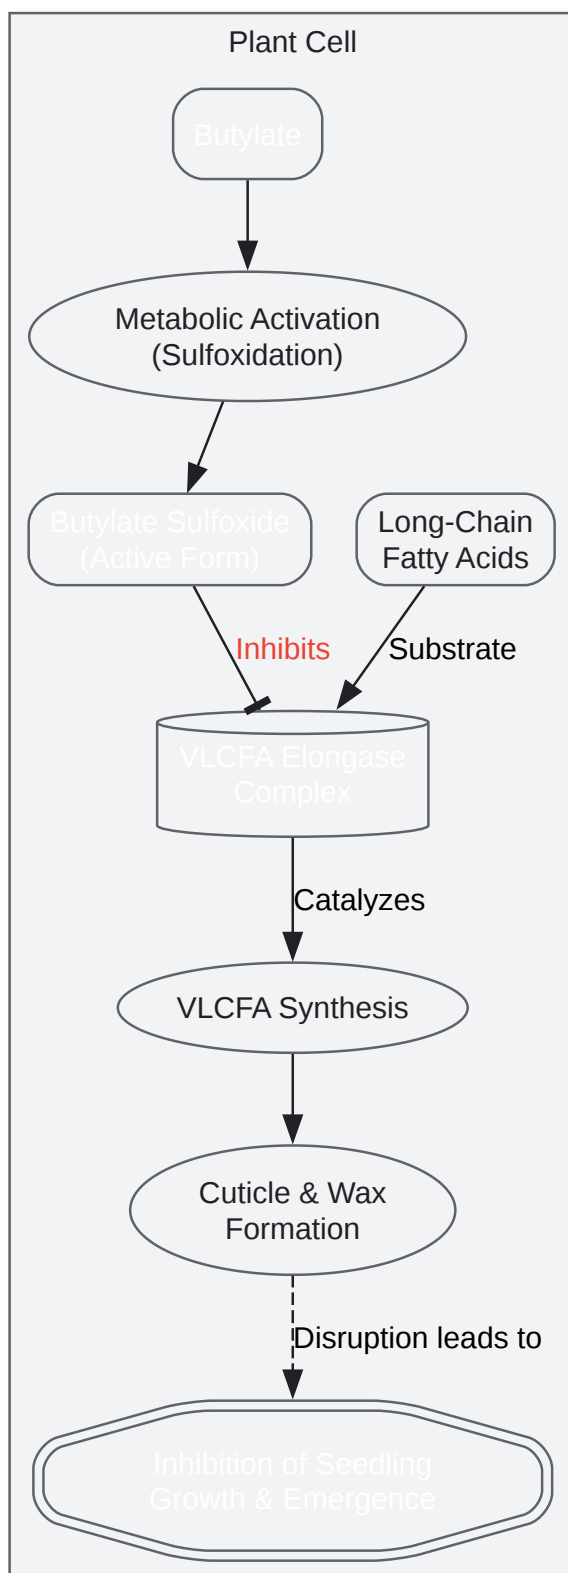 Plant Cell
Butylate
Metabolic Activation
(Sulfoxidation)
Butylate Sulfoxide
(Active Form)
Long-Chain
Fatty Acids
Inhibits
Substrate
VLCFA Elongase
Complex
Catalyzes
VLCFA Synthesis
Cuticle & Wax
Formation
Disruption leads to
Inhibition of Seedling
Growth & Emergence